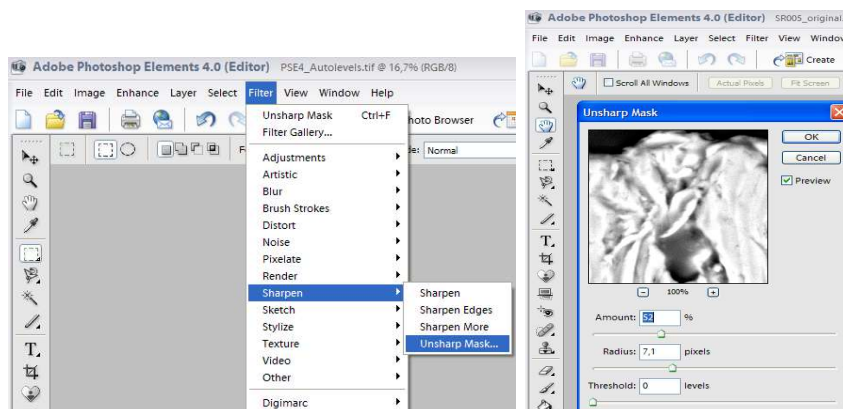 Adobe Photoshop Elements 4.0 (Editor) PSE4_Autolevels.tif @ 16,7% (RGB/8)
File Edit Image Enhance Layer Select Filter View Window Help
Unsharp Mask Ctrl+F
Filter Gallery...
Adjustments
Artistic
Blur
Brush Strokes
Distort
Noise
Pixelate
Render
Sharpen
Sketch
Stylize
Texture
Video
Other
Digimarc
hoto Browser
Normal
Sharpen
Sharpen Edges
Sharpen More
Unsharp Mask...
Adobe Photoshop Elements 4.0 (Editor) SR005_original.
File Edit Image Enhance Layer Select Filter View Window
Create
Scroll All Windows Actual Pixels Fit Screen
Unsharp Mask
OK
Cancel
Preview
100%
Amount: 52 %
Radius: 7,1 pixels
Threshold: 0 levels